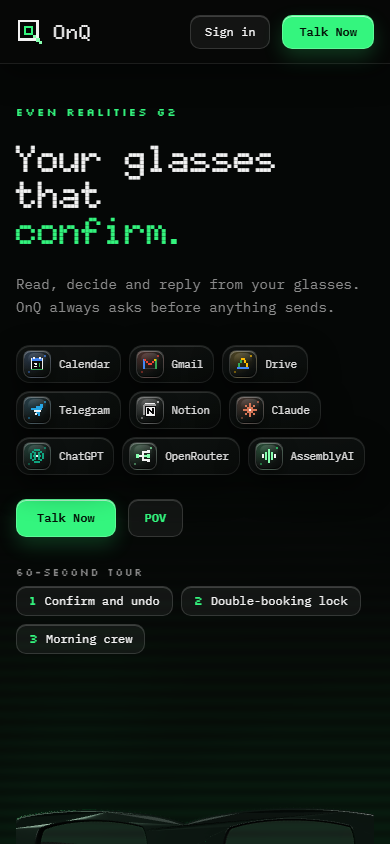 OnQ Sign in Talk Now
EVEN REALITIES G2
Your glasses
that
confirm.
Read, decide and reply from your glasses.
OnQ always asks before anything sends.
Calendar Gmail Drive
Telegram Notion Claude
ChatGPT OpenRouter AssemblyAI
Talk Now POV
60-SECOND TOUR
1 Confirm and undo 2 Double-booking lock
3 Morning crew